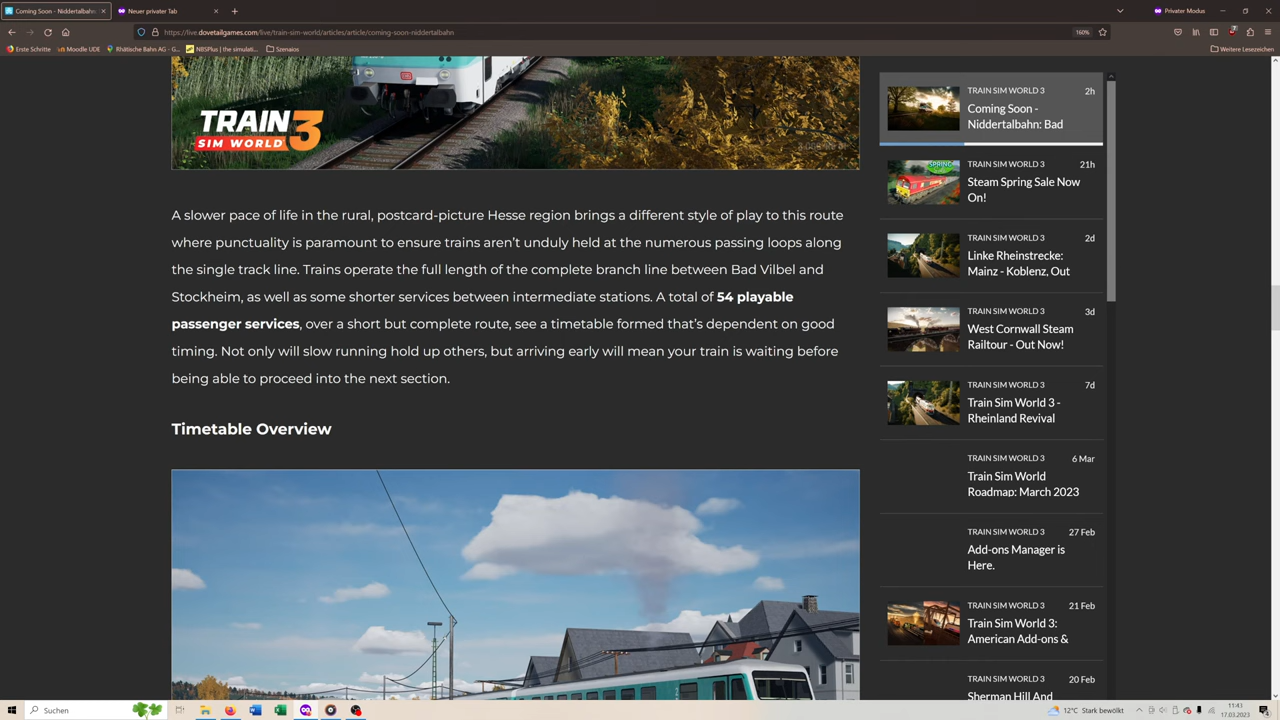 Coming Soon - Niddertalbahn:
Neuer privater Tab
Privater Modus
https://live.dovetailgames.com/live/train-sim-world/articles/article/coming-soon-niddertalbahn
160%
Erste Schritte
Moodle UDE
Rhätische Bahn AG - G...
NBSPlus — the simulati...
Szenaios
Weitere Lesezeichen
TRAIN
SIM WORLD 3
A slower pace of life in the rural, postcard-picture Hesse region brings a different style of play to this route
where punctuality is paramount to ensure trains aren't unduly held at the numerous passing loops along
the single track line. Trains operate the full length of the complete branch line between Bad Vilbel and
Stockheim, as well as some shorter services between intermediate stations. A total of 54 playable
passenger services, over a short but complete route, see a timetable formed that's dependent on good
timing. Not only will slow running hold up others, but arriving early will mean your train is waiting before
being able to proceed into the next section.
Timetable Overview
TRAIN SIM WORLD 3 2h
Coming Soon -
Niddertalbahn: Bad
TRAIN SIM WORLD 3 21h
Steam Spring Sale Now
On!
TRAIN SIM WORLD 3 2d
Linke Rheinstrecke:
Mainz - Koblenz, Out
TRAIN SIM WORLD 3 3d
West Cornwall Steam
Railtour - Out Now!
TRAIN SIM WORLD 3 7d
Train Sim World 3 -
Rheinland Revival
TRAIN SIM WORLD 3 6 Mar
Train Sim World
Roadmap: March 2023
TRAIN SIM WORLD 3 27 Feb
Add-ons Manager is
Here.
TRAIN SIM WORLD 3 21 Feb
Train Sim World 3:
American Add-ons &
TRAIN SIM WORLD 3 20 Feb
Sherman Hill And
Suchen
12°C Stark bewölkt
11:43
17.03.2023